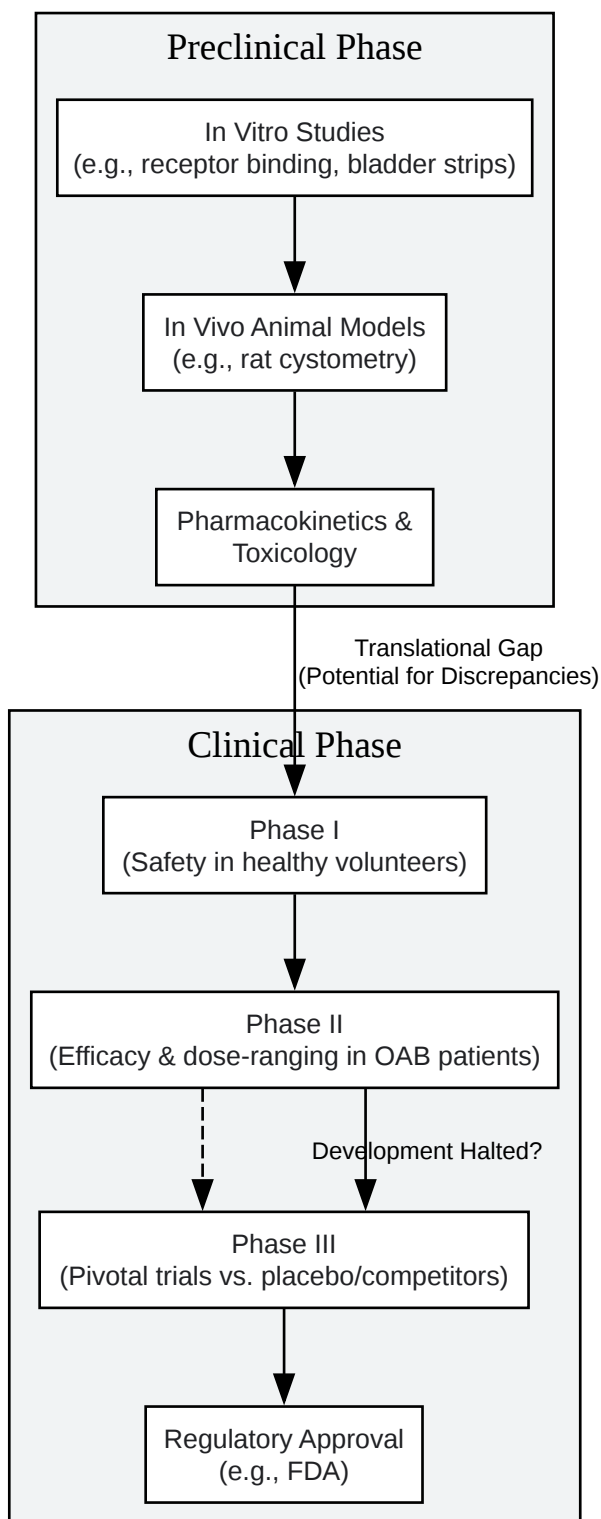 Preclinical Phase
In Vitro Studies
(e.g., receptor binding, bladder strips)
In Vivo Animal Models
(e.g., rat cystometry)
Pharmacokinetics &
Toxicology
Translational Gap
(Potential for Discrepancies)
Clinical Phase
Phase I
(Safety in healthy volunteers)
Phase II
(Efficacy & dose-ranging in OAB patients)
Development Halted?
Phase III
(Pivotal trials vs. placebo/competitors)
Regulatory Approval
(e.g., FDA)